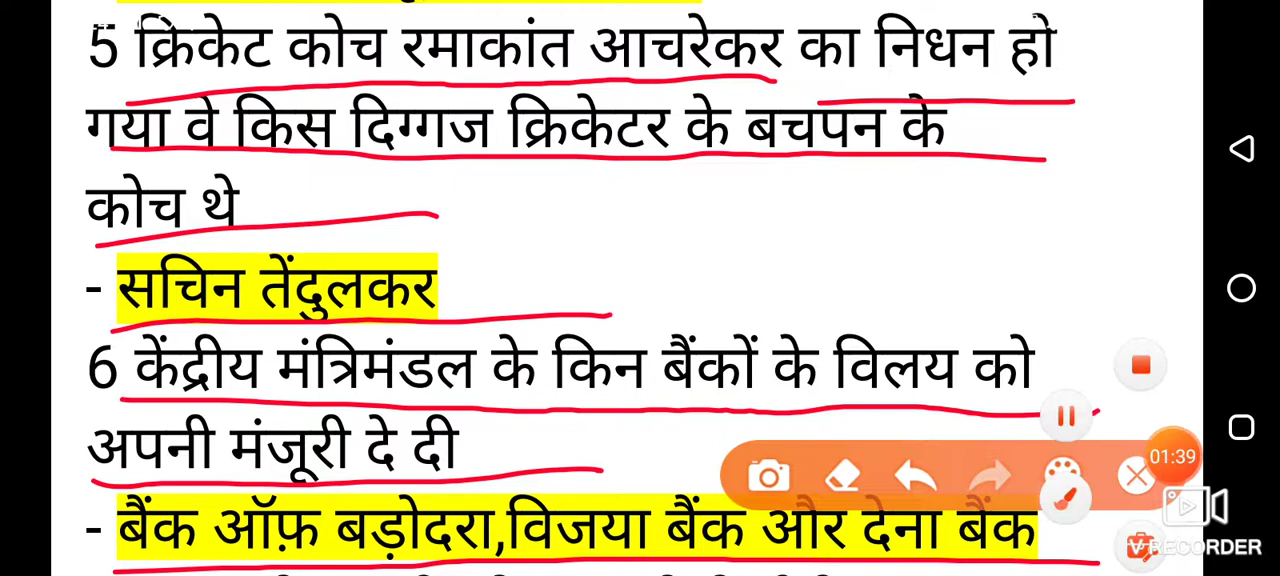 5 क्रिकेट कोच रमाकांत आचरेकर का निधन हो
गया वे किस दिग्गज क्रिकेटर के बचपन के
कोच थे
- सचिन तेंदुलकर
6 केंद्रीय मंत्रिमंडल के किन बैंकों के विलय को
अपनी मंजूरी दे दी
01:39
- बैंक ऑफ़ बड़ोदरा,विजया बैंक और देना बैंक
V RECORDER